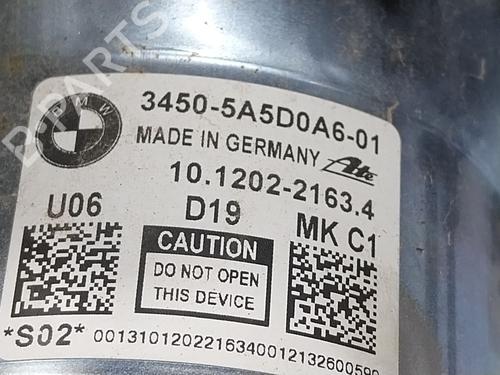 B-PARTS
BMW
3450-5A5D0A6-01
MADE IN GERMANY Ate
10.1202-2163.4
U06 D19 MK C1
CAUTION
DO NOT OPEN
THIS DEVICE
*S02* 0013101202216340012132600590